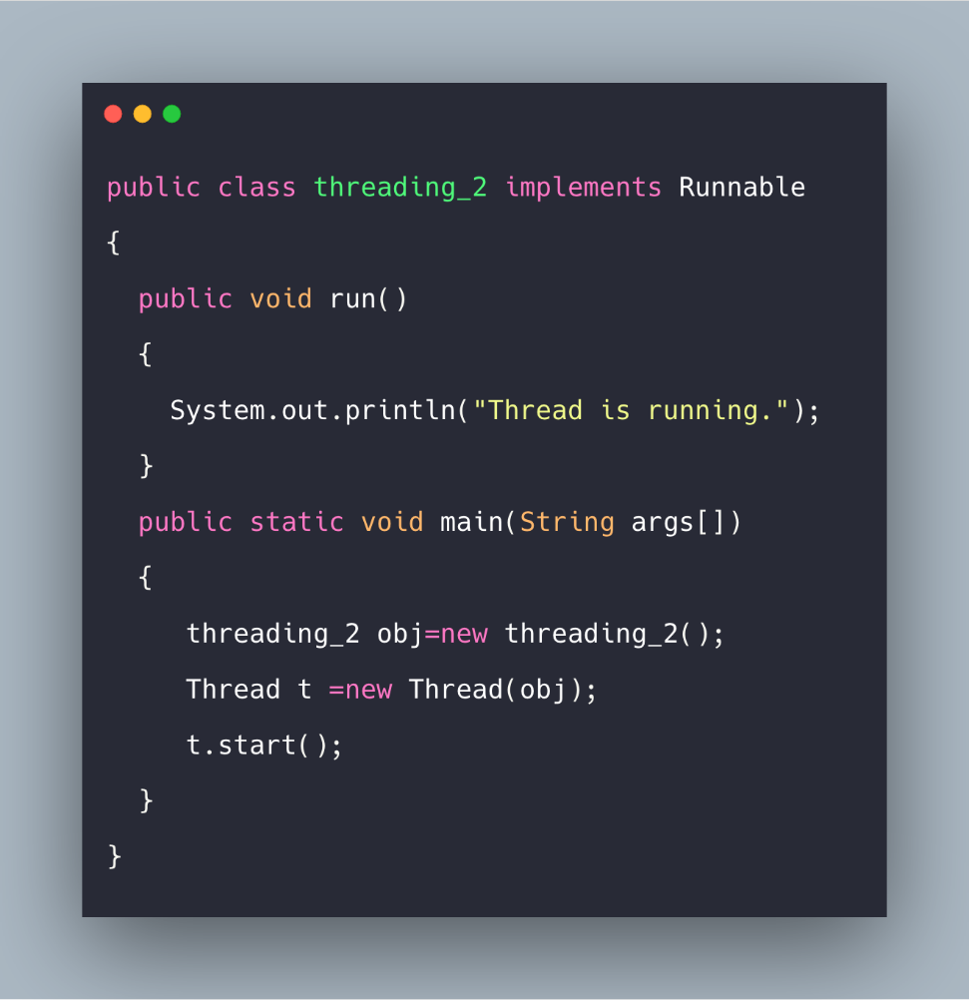 public class threading_2 implements Runnable
{
  public void run()
  {
    System.out.println("Thread is running.");
  }
  public static void main(String args[])
  {
     threading_2 obj=new threading_2();
     Thread t =new Thread(obj);
     t.start();
  }
}